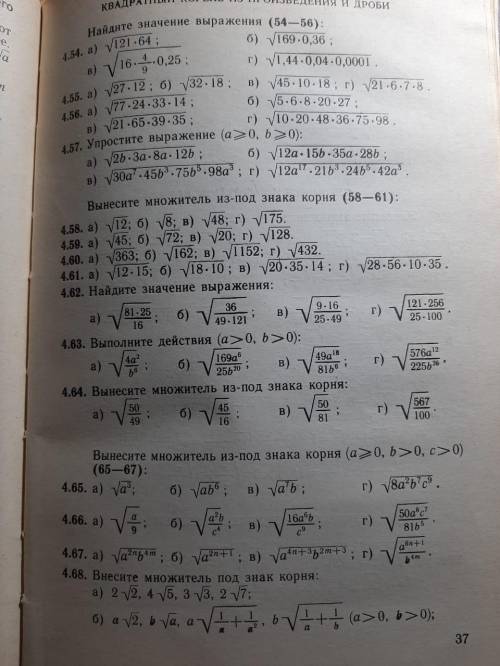 КВАДРАТНЫЙ КОРЕНЬ ИЗ ПРОИЗВЕДЕНИЯ И ДРОБИ
Найдите значение выражения (54—56):
4.54. а) √(121·64) ; б) √(169·0,36) ;
в) √(16·4/9·0,25) ; г) √(1,44·0,04·0,0001) .
4.55. а) √(27·12) ; б) √(32·18) ; в) √(45·10·18) ; г) √(21·6·7·8) .
4.56. а) √(77·24·33·14) ; б) √(5·6·8·20·27) ;
в) √(21·65·39·35) ; г) √(10·20·48·36·75·98) .
4.57. Упростите выражение (a⩾0, b⩾0):
а) √(2b·3a·8a·12b) ; б) √(12a·15b·35a·28b) ;
в) √(30a⁷·45b³·75b⁵·98a³) ; г) √(12a¹⁷·21b³·24b⁵·42a³) .
Вынесите множитель из-под знака корня (58—61):
4.58. а) √12; б) √8; в) √48; г) √175.
4.59. а) √45; б) √72; в) √20; г) √128.
4.60. а) √363; б) √162; в) √1152; г) √432.
4.61. а) √(12·15); б) √(18·10) ; в) √(20·35·14) ; г) √(28·56·10·35) .
4.62. Найдите значение выражения:
а) √(81·25/16) ; б) √(36/(49·121)) ; в) √(9·16/(25·49)) ; г) √(121·256/(25·100)) .
4.63. Выполните действия (a>0, b>0):
а) √(4a²/b⁶) ; б) √(169a⁶/(25b²⁰)) ; в) √(49a¹⁸/(81b⁶)) ; г) √(576a¹²/(225b²⁶)) .
4.64. Вынесите множитель из-под знака корня:
а) √(50/49) ; б) √(45/16) ; в) √(50/81) ; г) √(567/100) .
Вынесите множитель из-под знака корня (a⩾0, b>0, c>0)
(65—67):
4.65. а) √a³; б) √(ab⁶) ; в) √(a⁷b) ; г) √(8a²b⁷c⁹) .
4.66. а) √(a/9) ; б) √(a²b/c⁴) ; в) √(16a⁶b/c⁹) ; г) √(50a⁸c⁷/(81b⁵)) .
4.67. а) √(a²ⁿb⁴ᵐ) ; б) √(a²ⁿ⁺¹) ; в) √(a⁴ⁿ⁺³b²ᵐ⁺³) ; г) √(a⁸ⁿ⁺¹/b⁴ᵐ) .
4.68. Внесите множитель под знак корня:
а) 2√2, 4√5, 3√3, 2√7;
б) a√2, b√a, a√(1/a+1/a²), b√(1/a+1/b) (a>0, b>0);
37